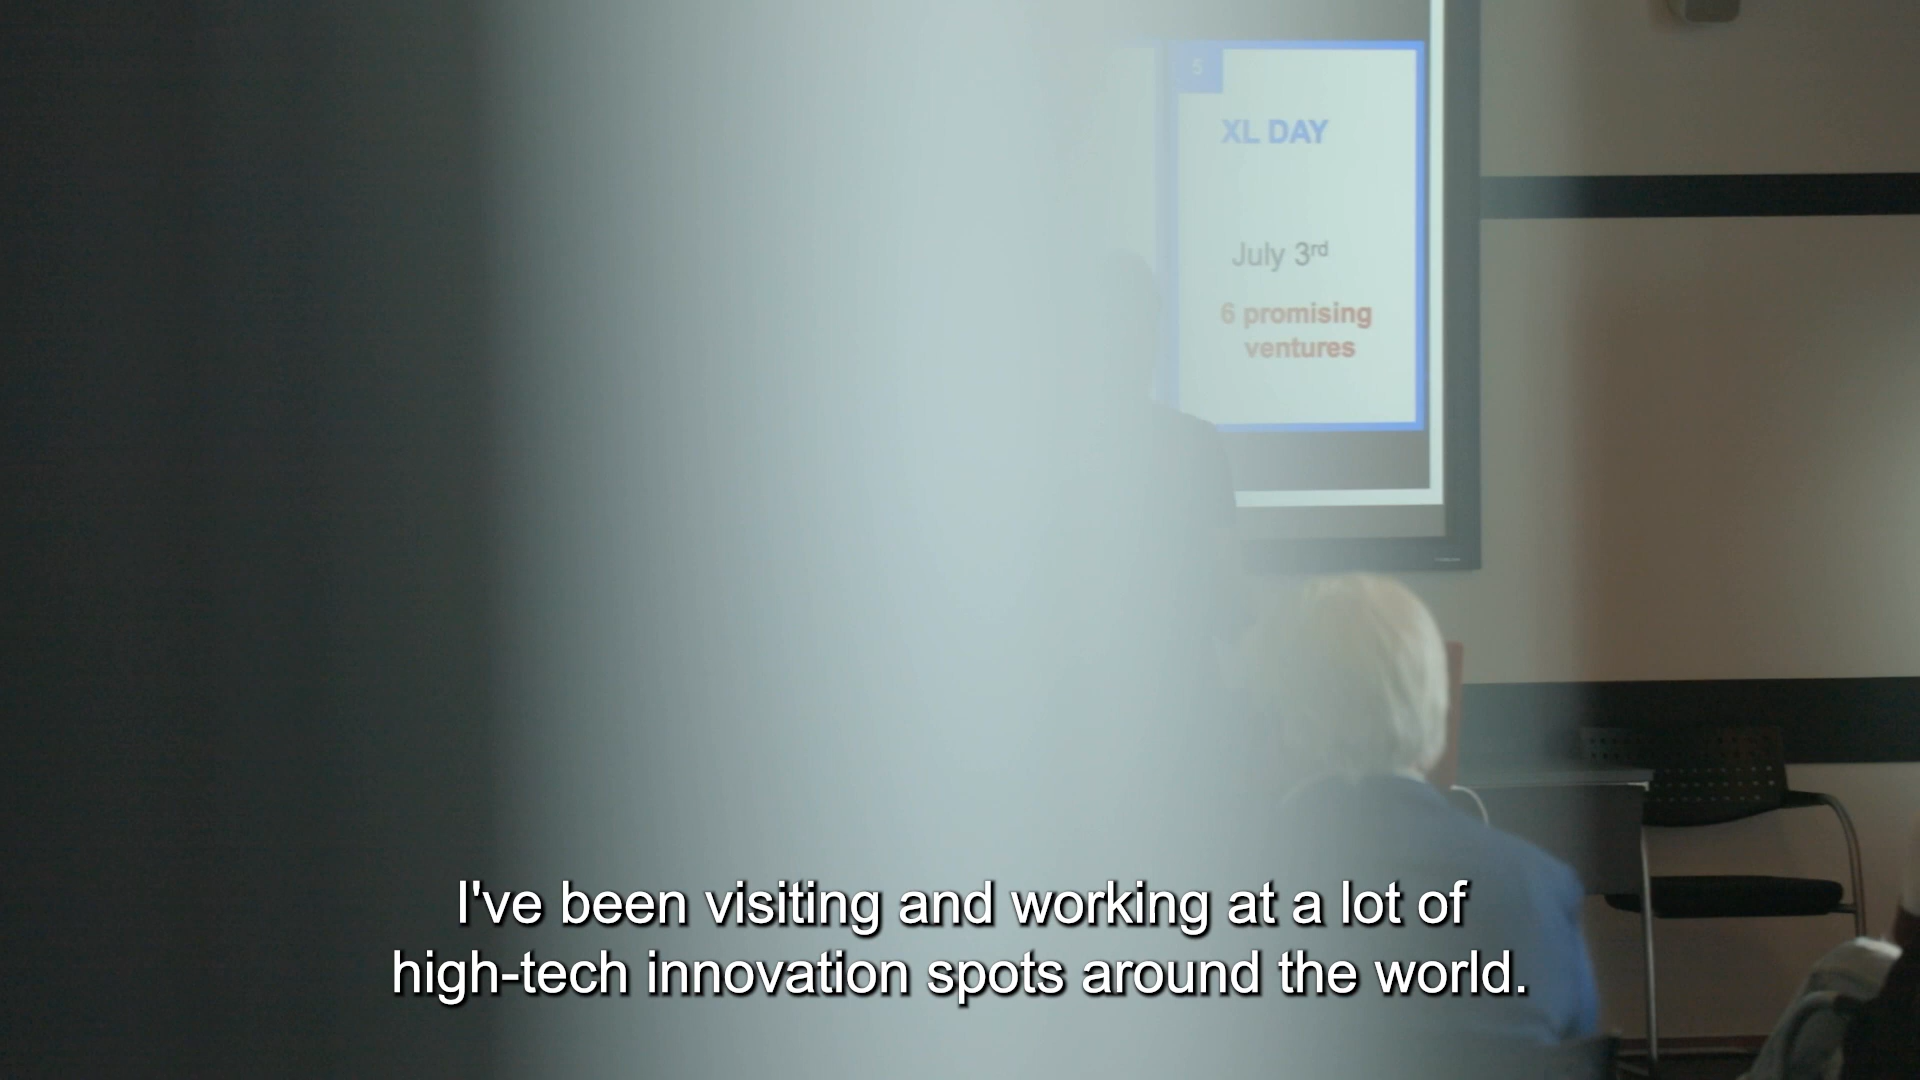 5
XL DAY
July 3rd
6 promising
ventures
I've been visiting and working at a lot of
high-tech innovation spots around the world.